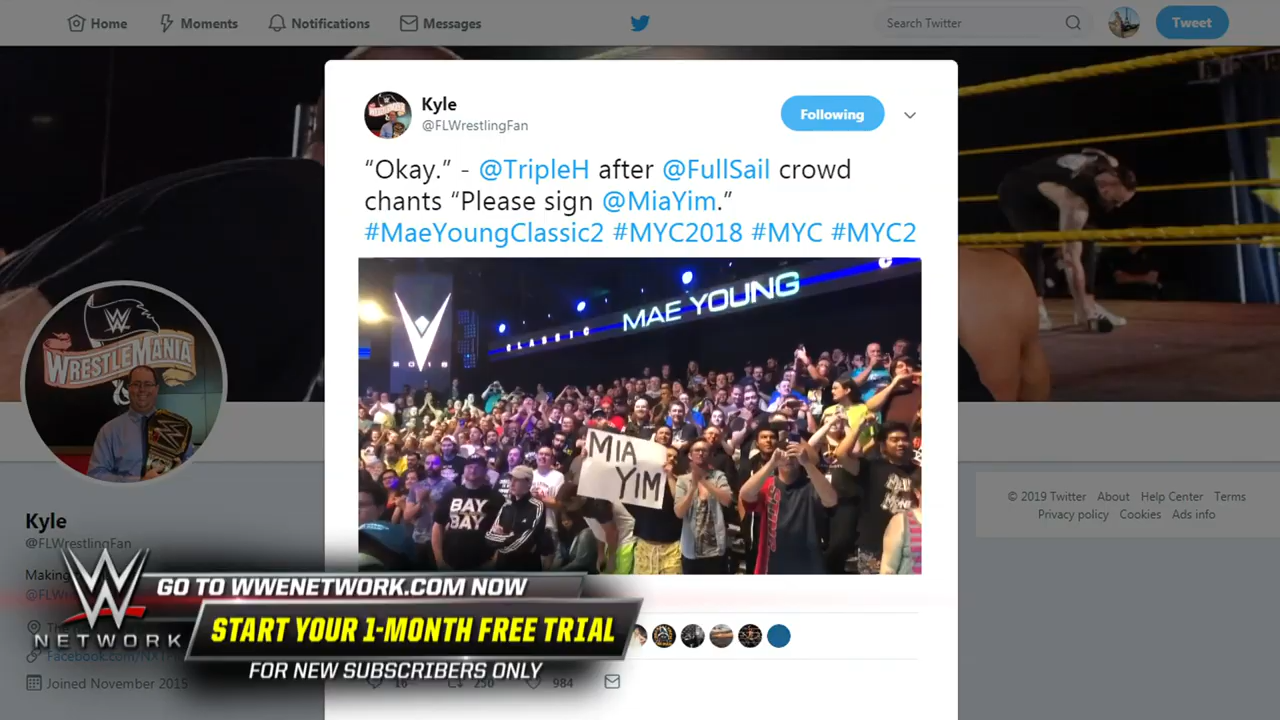 Home
Moments
Notifications
Messages
Search Twitter
Tweet
Kyle
@FLWrestlingFan
Following
“Okay.” - @TripleH after @FullSail crowd
chants “Please sign @MiaYim.”
#MaeYoungClassic2 #MYC2018 #MYC #MYC2
CLASSIC
MAE YOUNG
C
2018
MIA
YIM
BAY
BAY
W
WRESTLEMANIA
Kyle
@FLWrestlingFan
Making
@FLW
Facebook.com/NXT
Joined November 2015
© 2019 Twitter About Help Center Terms
Privacy policy Cookies Ads info
GO TO WWENETWORK.COM NOW
START YOUR 1-MONTH FREE TRIAL
FOR NEW SUBSCRIBERS ONLY
W
NETWORK
16
250
984